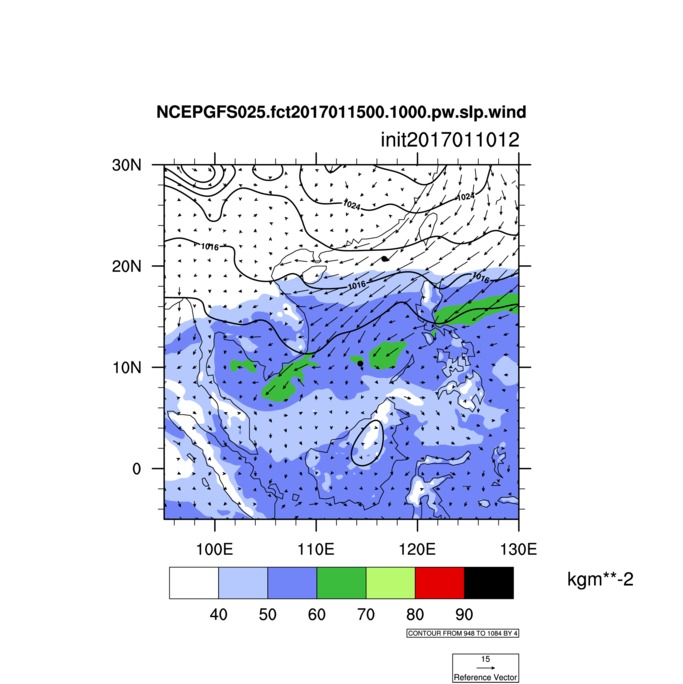 NCEPGFS025.fct2017011500.1000.pw.slp.wind
init2017011012
30N
1024
1024
1016
20N
1016
1016
10N
0
100E
110E
120E
130E
kgm**-2
40
50
60
70
80
90
CONTOUR FROM 948 TO 1084 BY 4
15
Reference Vector